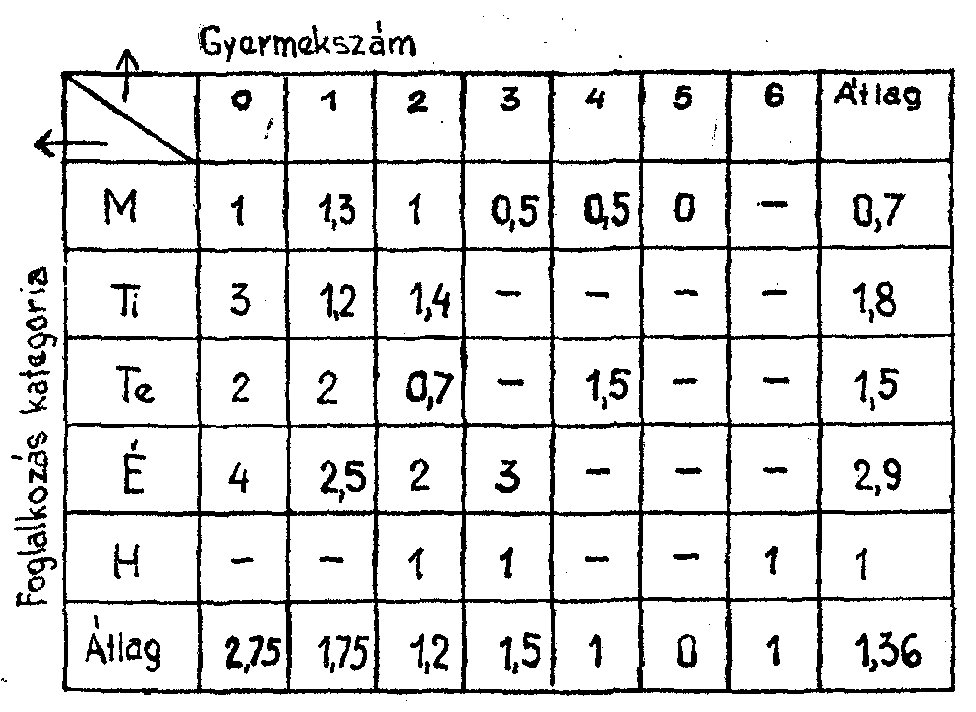 Gyermekszám
0 1 2 3 4 5 6 Átlag
Foglalkozás kategoria
M 1 1,3 1 0,5 0,5 0 – 0,7
Ti 3 1,2 1,4 – – – – 1,8
Te 2 2 0,7 – 1,5 – – 1,5
É 4 2,5 2 3 – – – 2,9
H – – 1 1 – – 1 1
Átlag 2,75 1,75 1,2 1,5 1 0 1 1,36